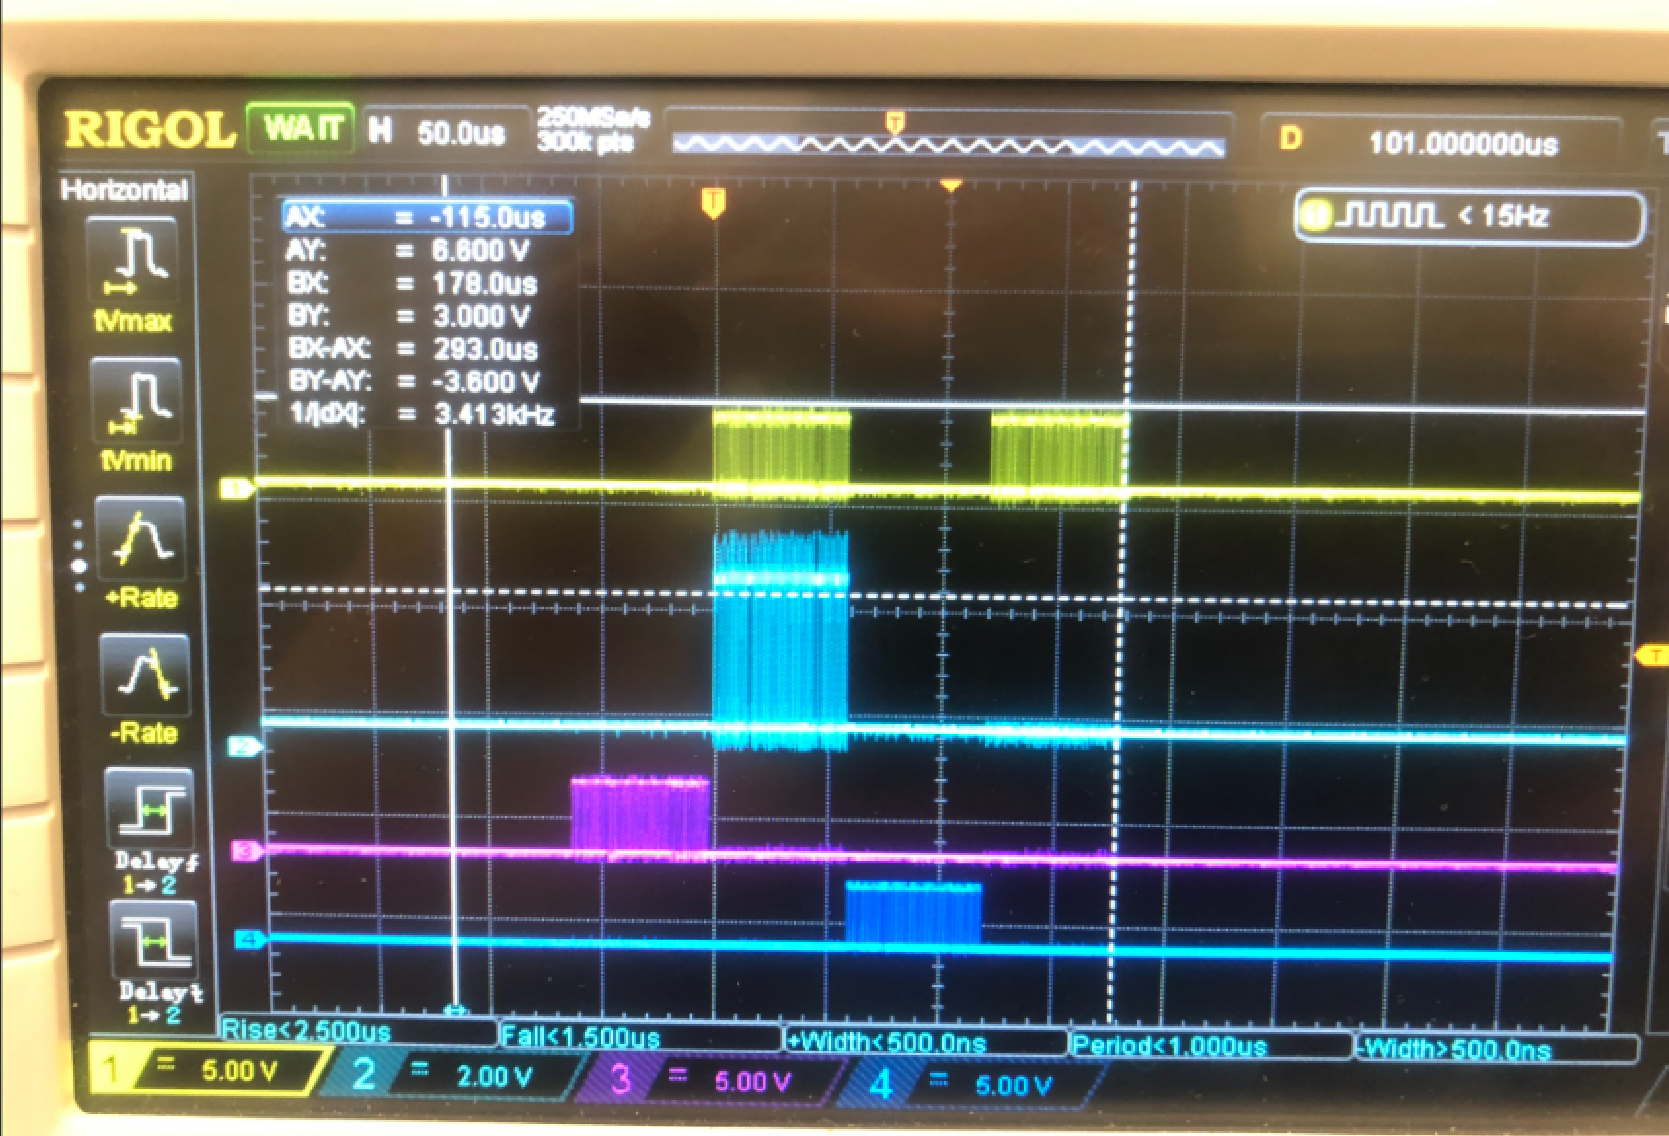 RIGOL WAIT H 50.0us 250MSa/s 300k pts D 101.000000us
T
Horizontal
T
AX: = -115.0us
1 < 15Hz
AY: = 6.600 V
BX: = 178.0us
BY: = 3.000 V
BX-AX: = 293.0us
BY-AY: = -3.600 V
1/|dX|: = 3.413kHz
tVmax
tVmin
1
+Rate
T
-Rate
2
3
Delay
1→2
4
Delay
1→2
Rise<2.500us Fall<1.500us +Width<500.0ns Period<1.000us -Width>500.0ns
1 = 5.00 V 2 = 2.00 V 3 = 5.00 V 4 = 5.00 V